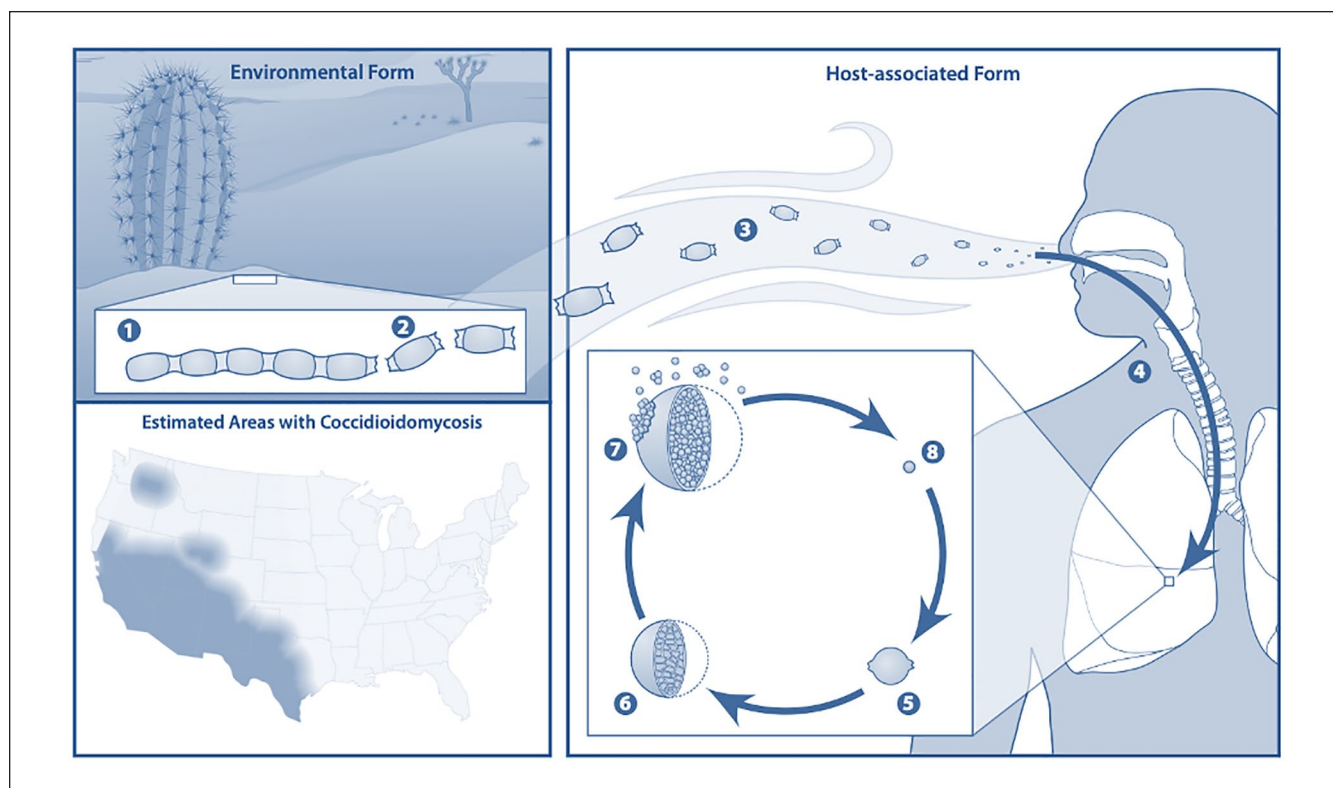 Environmental Form
1
2
Estimated Areas with Coccidioidomycosis
Host-associated Form
3
4
7
8
6
5